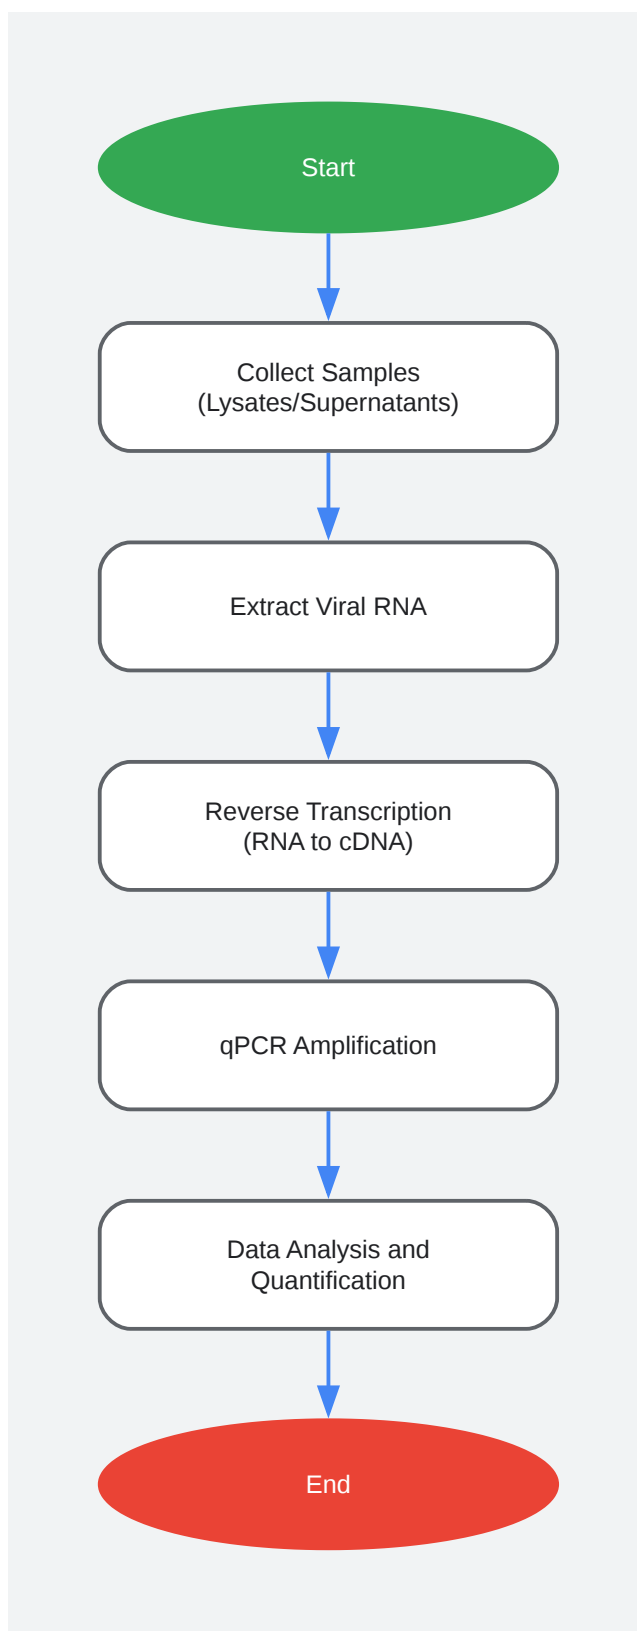 Start
Collect Samples
(Lysates/Supernatants)
Extract Viral RNA
Reverse Transcription
(RNA to cDNA)
qPCR Amplification
Data Analysis and
Quantification
End